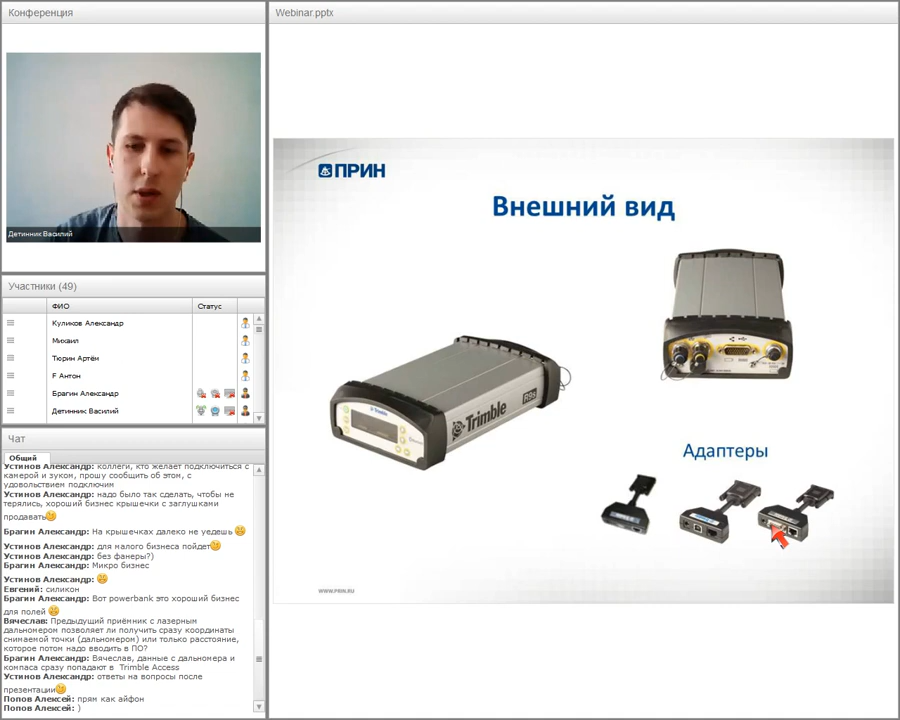 Конференция
Детинник Василий
Участники (49)
ФИО
Статус
Куликов Александр
Михаил
Тюрин Артём
F Антон
Брагин Александр
Детинник Василий
Чат
Общий
Устинов Александр: коллеги, кто желает подключиться с
камерой и зуком, прошу сообщить об этом, с
удовольствием подключим
Устинов Александр: надо было так сделать, чтобы не
терялись, хороший бизнес крышечки с заглушками
продавать
Брагин Александр: На крышечках далеко не уедешь
Устинов Александр: для малого бизнеса пойдет
Устинов Александр: без фанеры?)
Брагин Александр: Микро бизнес
Устинов Александр:
Евгений: силикон
Брагин Александр: Вот powerbank это хороший бизнес
для полей
Вячеслав: Предыдущий приёмник с лазерным
дальномером позволяет ли получить сразу координаты
снимаемой точки (дальномером) или только расстояние,
которое потом надо вводить в ПО?
Брагин Александр: Вячеслав, данные с дальномера и
компаса сразу попадают в Trimble Access
Устинов Александр: ответы на вопросы после
презентации
Попов Алексей: прям как айфон
Попов Алексей: )
Webinar.pptx
ПРИН
Внешний вид
Trimble
Trimble
Адаптеры
WWW.PRIN.RU